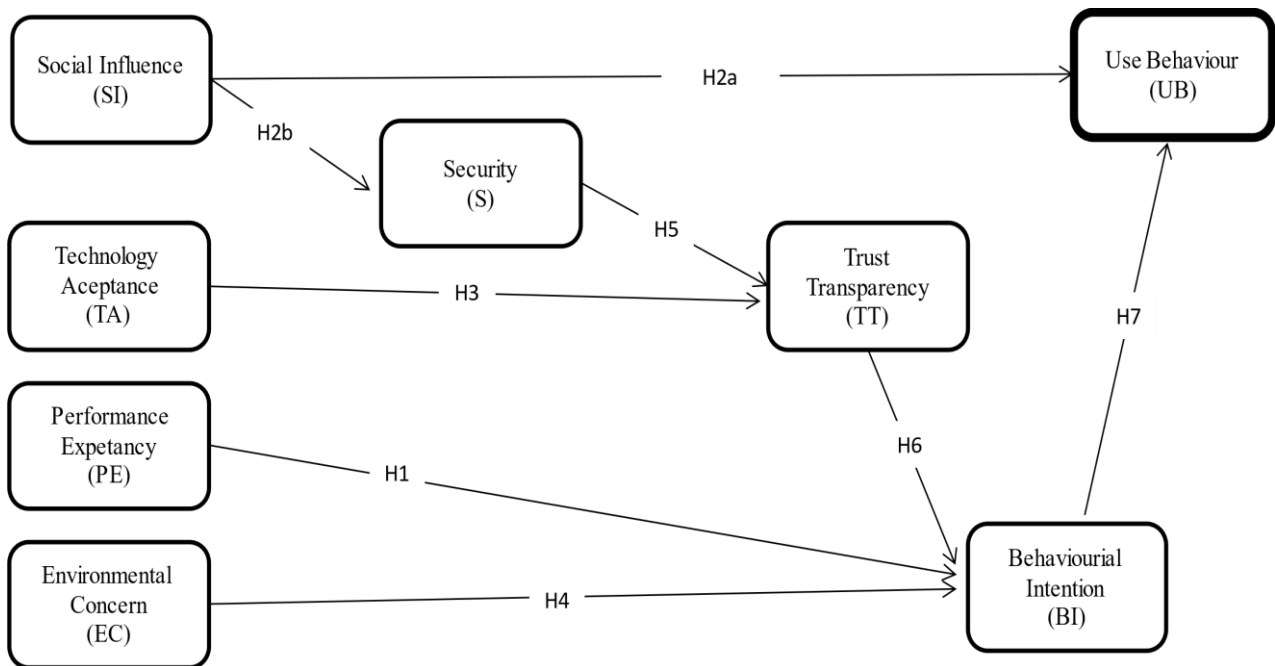 Social Influence
(SI)
H2a
Use Behaviour
(UB)
H2b
Security
(S)
H5
Technology
Aceptance
(TA)
H3
Trust
Transparency
(TT)
H7
Performance
Expetancy
(PE)
H1
H6
Environmental
Concern
(EC)
H4
Behaviourial
Intention
(BI)